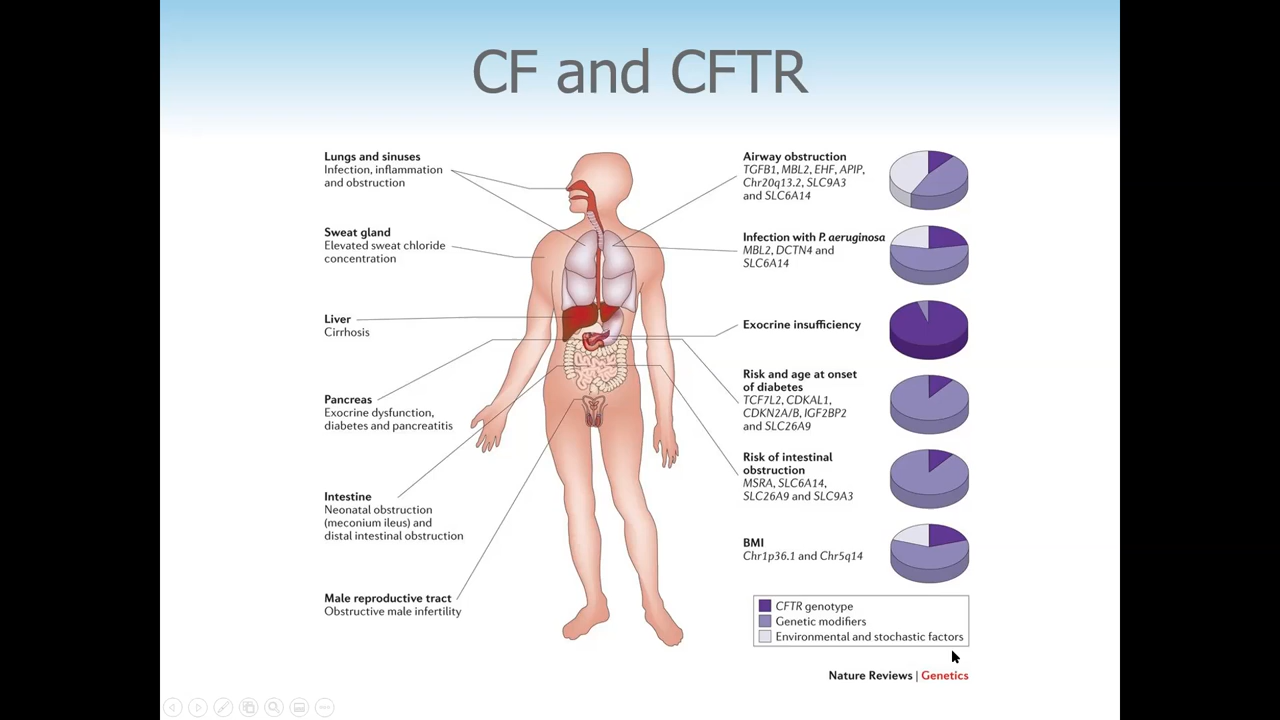 CF and CFTR
Lungs and sinuses
Infection, inflammation
and obstruction
Sweat gland
Elevated sweat chloride
concentration
Liver
Cirrhosis
Pancreas
Exocrine dysfunction,
diabetes and pancreatitis
Intestine
Neonatal obstruction
(meconium ileus) and
distal intestinal obstruction
Male reproductive tract
Obstructive male infertility
Airway obstruction
TGFB1, MBL2, EHF, APIP,
Chr20q13.2, SLC9A3
and SLC6A14
Infection with P. aeruginosa
MBL2, DCTN4 and
SLC6A14
Exocrine insufficiency
Risk and age at onset
of diabetes
TCF7L2, CDKAL1,
CDKN2A/B, IGF2BP2
and SLC26A9
Risk of intestinal
obstruction
MSRA, SLC6A14,
SLC26A9 and SLC9A3
BMI
Chr1p36.1 and Chr5q14
CFTR genotype
Genetic modifiers
Environmental and stochastic factors
Nature Reviews | Genetics